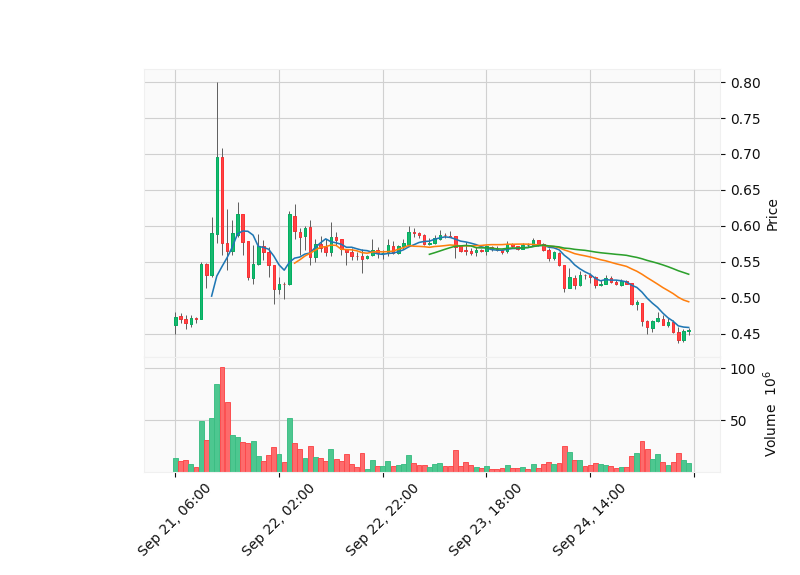 0.80
0.75
0.70
0.65
0.60
0.55
0.50
0.45
Price
100
50
Volume 10^6
Sep 21, 06:00
Sep 22, 02:00
Sep 22, 22:00
Sep 23, 18:00
Sep 24, 14:00